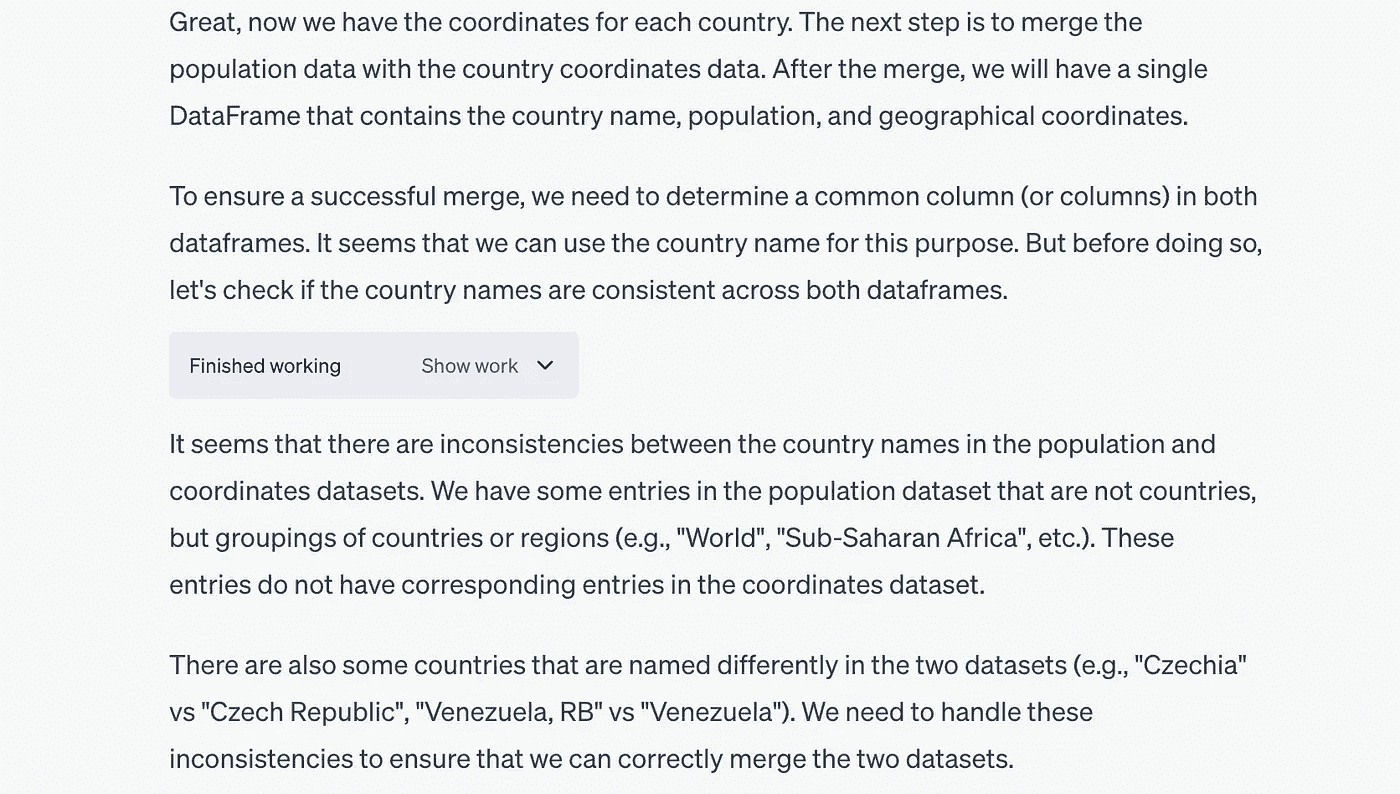 Great, now we have the coordinates for each country. The next step is to merge the
population data with the country coordinates data. After the merge, we will have a single
DataFrame that contains the country name, population, and geographical coordinates.
To ensure a successful merge, we need to determine a common column (or columns) in both
dataframes. It seems that we can use the country name for this purpose. But before doing so,
let's check if the country names are consistent across both dataframes.
Finished working Show work
It seems that there are inconsistencies between the country names in the population and
coordinates datasets. We have some entries in the population dataset that are not countries,
but groupings of countries or regions (e.g., "World", "Sub-Saharan Africa", etc.). These
entries do not have corresponding entries in the coordinates dataset.
There are also some countries that are named differently in the two datasets (e.g., "Czechia"
vs "Czech Republic", "Venezuela, RB" vs "Venezuela"). We need to handle these
inconsistencies to ensure that we can correctly merge the two datasets.